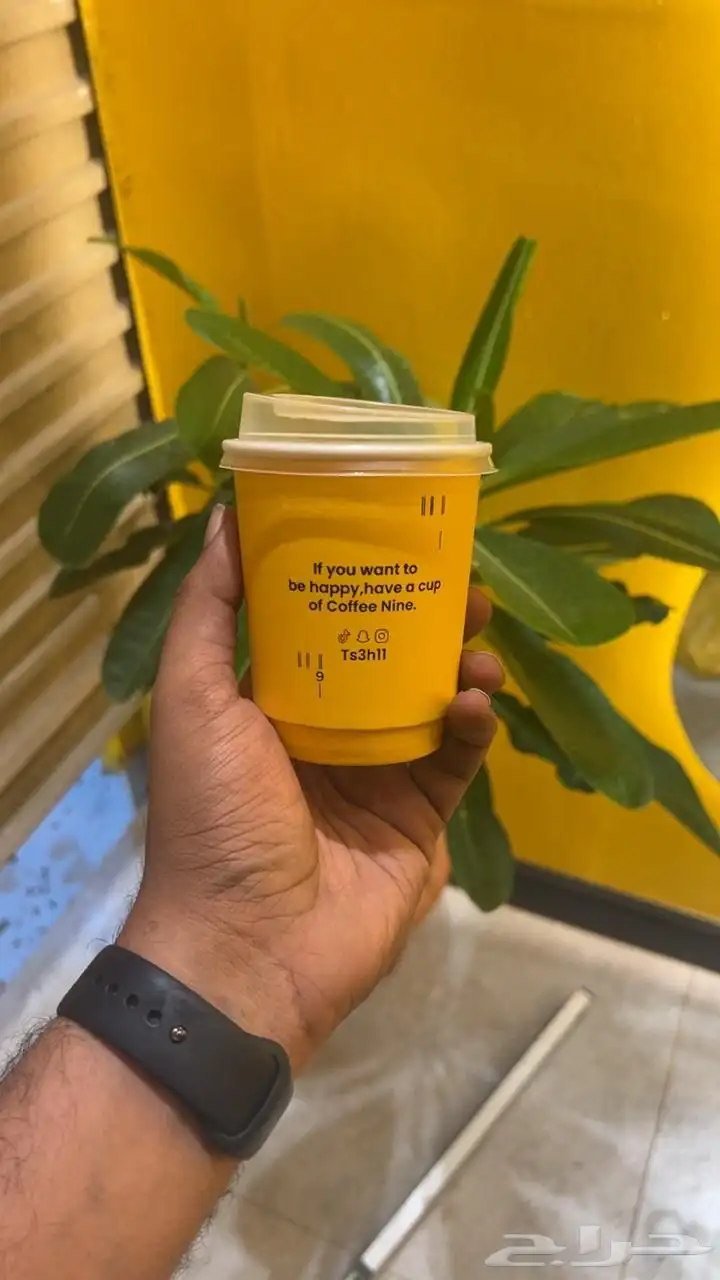 If you want to
be happy,have a cup
of Coffee Nine.
Ts3h11
9
حراج